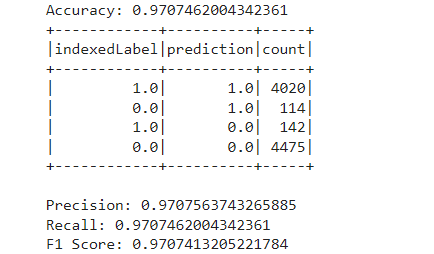 Accuracy: 0.9707462004342361
+------------+----------+-----+
|indexedLabel|prediction|count|
+------------+----------+-----+
|         1.0|       1.0| 4020|
|         0.0|       1.0|  114|
|         1.0|       0.0|  142|
|         0.0|       0.0| 4475|
+------------+----------+-----+
Precision: 0.9707563743265885
Recall: 0.9707462004342361
F1 Score: 0.9707413205221784